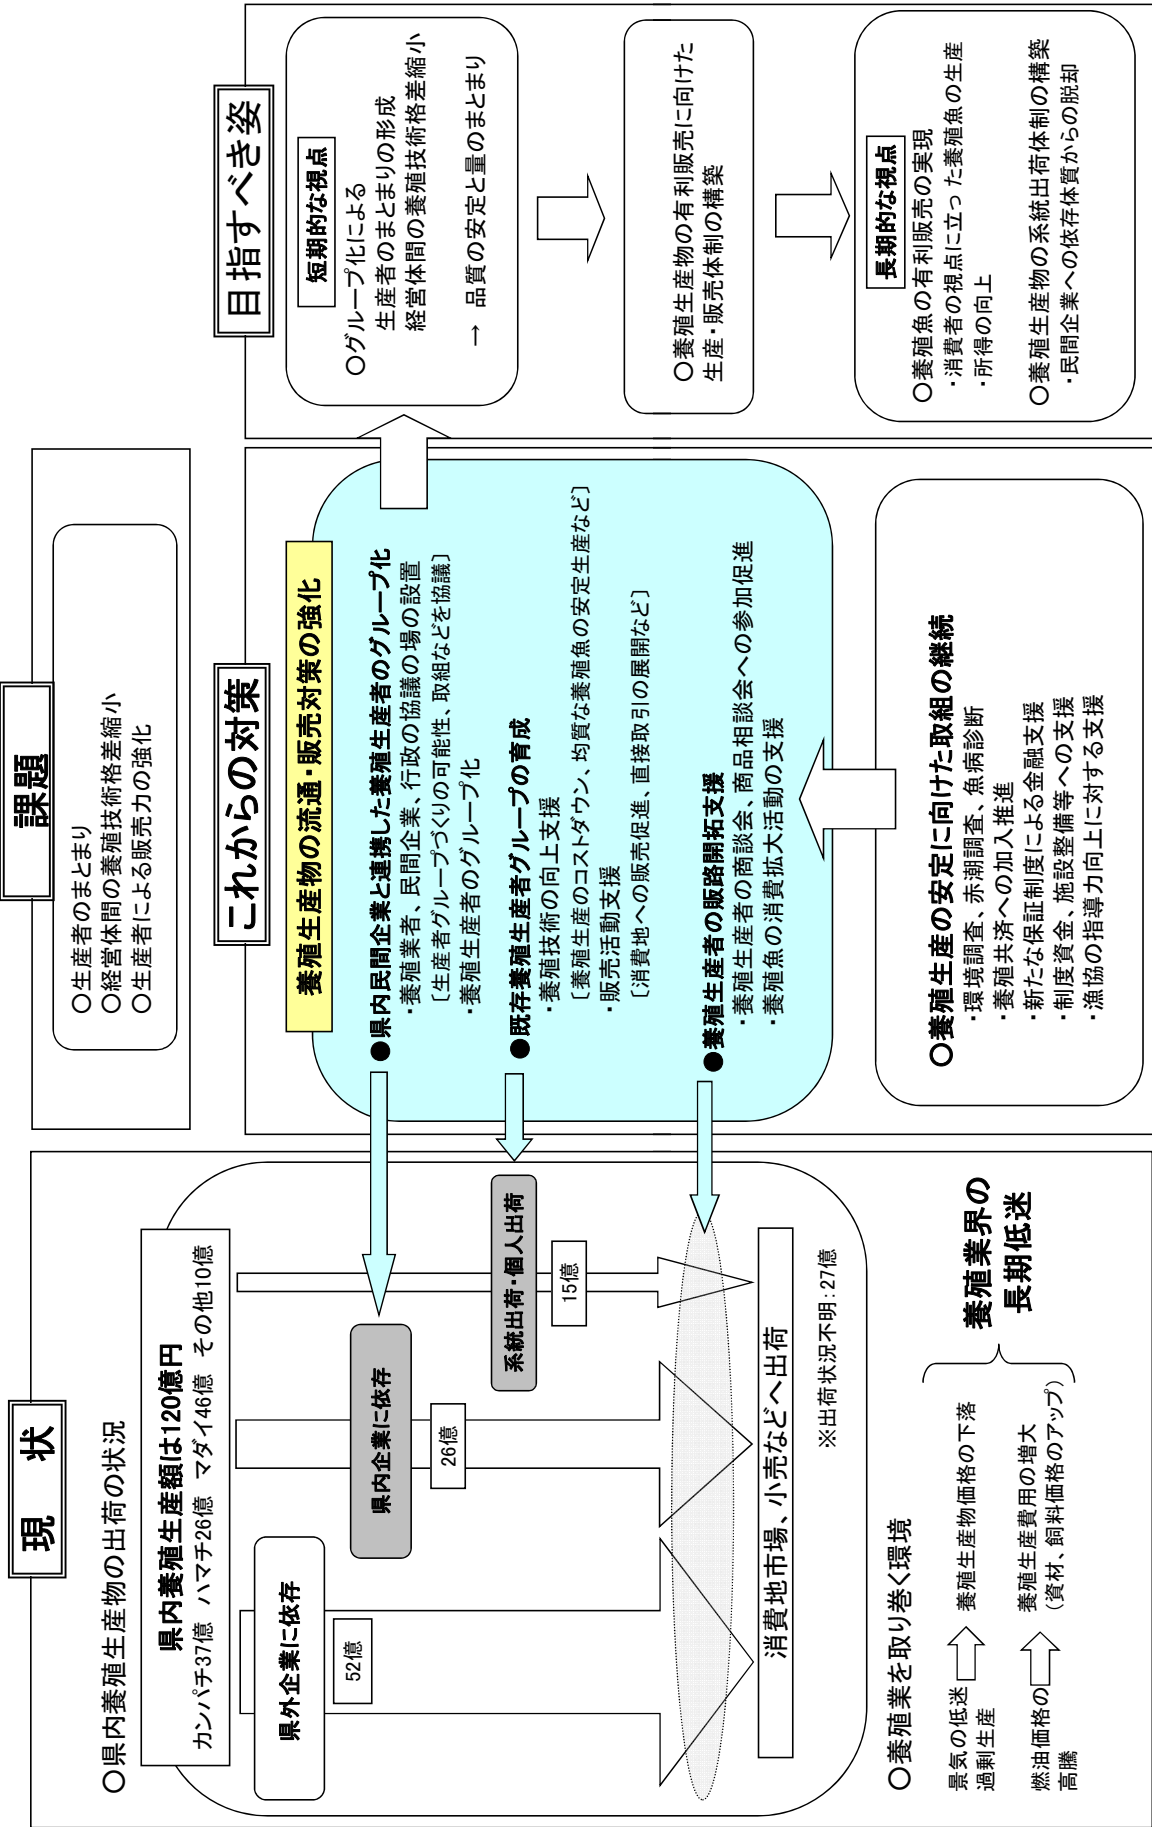 現　状
○県内養殖生産物の出荷の状況
県内養殖生産額は120億円
カンパチ37億　ハマチ26億　マダイ46億　その他10億
県外企業に依存
52億
県内企業に依存
26億
系統出荷・個人出荷
15億
消費地市場、小売などへ出荷
※出荷状況不明：27億
○養殖業を取り巻く環境
景気の低迷
過剰生産
養殖生産物価格の下落
燃油価格の
高騰
養殖生産費用の増大
（資材、飼料価格のアップ）
養殖業界の
長期低迷
課題
○生産者のまとまり
○経営体間の養殖技術格差縮小
○生産者による販売力の強化
これからの対策
養殖生産物の流通・販売対策の強化
●県内民間企業と連携した養殖生産者のグループ化
・養殖業者、民間企業、行政の協議の場の設置
〔生産者グループづくりの可能性、取組などを協議〕
・養殖生産者のグループ化
●既存養殖生産者グループの育成
・養殖技術の向上支援
〔養殖生産のコストダウン、均質な養殖魚の安定生産など〕
・販売活動支援
〔消費地への販売促進、直接取引の展開など〕
●養殖生産者の販路開拓支援
・養殖生産者の商談会、商品相談会への参加促進
・養殖魚の消費拡大活動の支援
○養殖生産の安定に向けた取組の継続
・環境調査、赤潮調査、魚病診断
・養殖共済への加入推進
・新たな保証制度による金融支援
・制度資金、施設整備等への支援
・漁協の指導力向上に対する支援
目指すべき姿
短期的な視点
○グループ化による
生産者のまとまりの形成
経営体間の養殖技術格差縮小
→　品質の安定と量のまとまり
○養殖生産物の有利販売に向けた
生産・販売体制の構築
長期的な視点
○養殖魚の有利販売の実現
・消費者の視点に立った養殖魚の生産
・所得の向上
○養殖生産物の系統出荷体制の構築
・民間企業への依存体質からの脱却